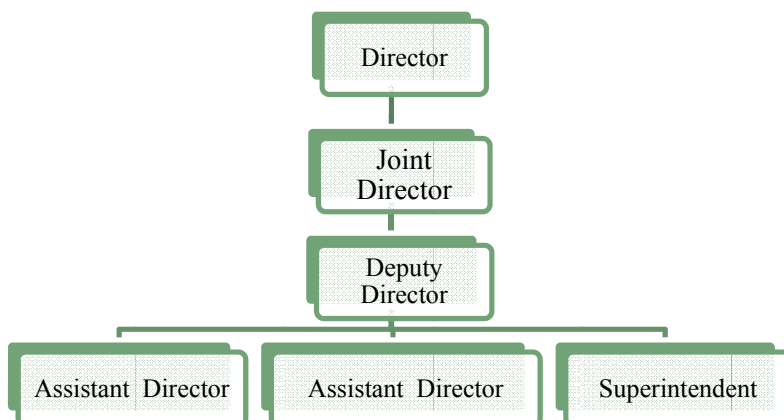 Director
Joint
Director
Deputy
Director
Assistant Director
Assistant Director
Superintendent